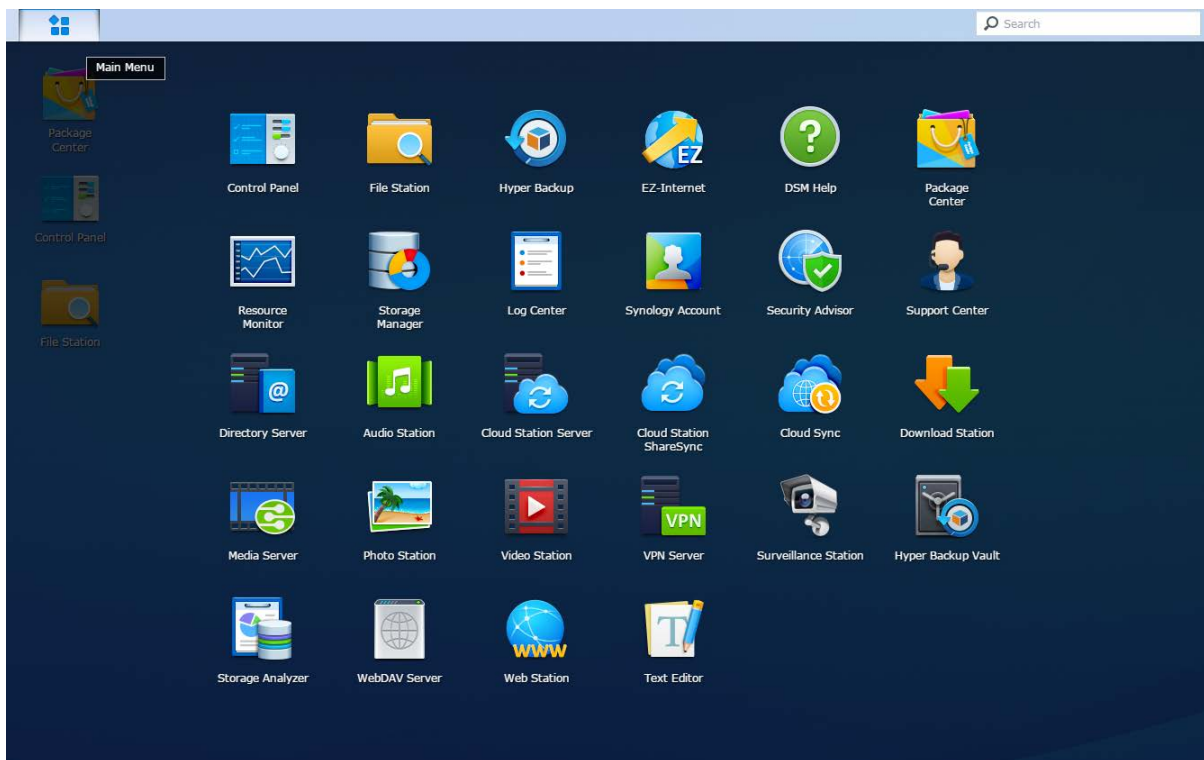 Search
Main Menu
Package
Center
Control Panel
File Station
Control Panel
File Station
Hyper Backup
EZ
EZ-Internet
?
DSM Help
Package
Center
Resource
Monitor
Storage
Manager
Log Center
Synology Account
Security Advisor
Support Center
@
Directory Server
Audio Station
Cloud Station Server
Cloud Station
ShareSync
Cloud Sync
Download Station
Media Server
Photo Station
Video Station
VPN
VPN Server
Surveillance Station
Hyper Backup Vault
Storage Analyzer
WebDAV Server
WWW
Web Station
T
Text Editor